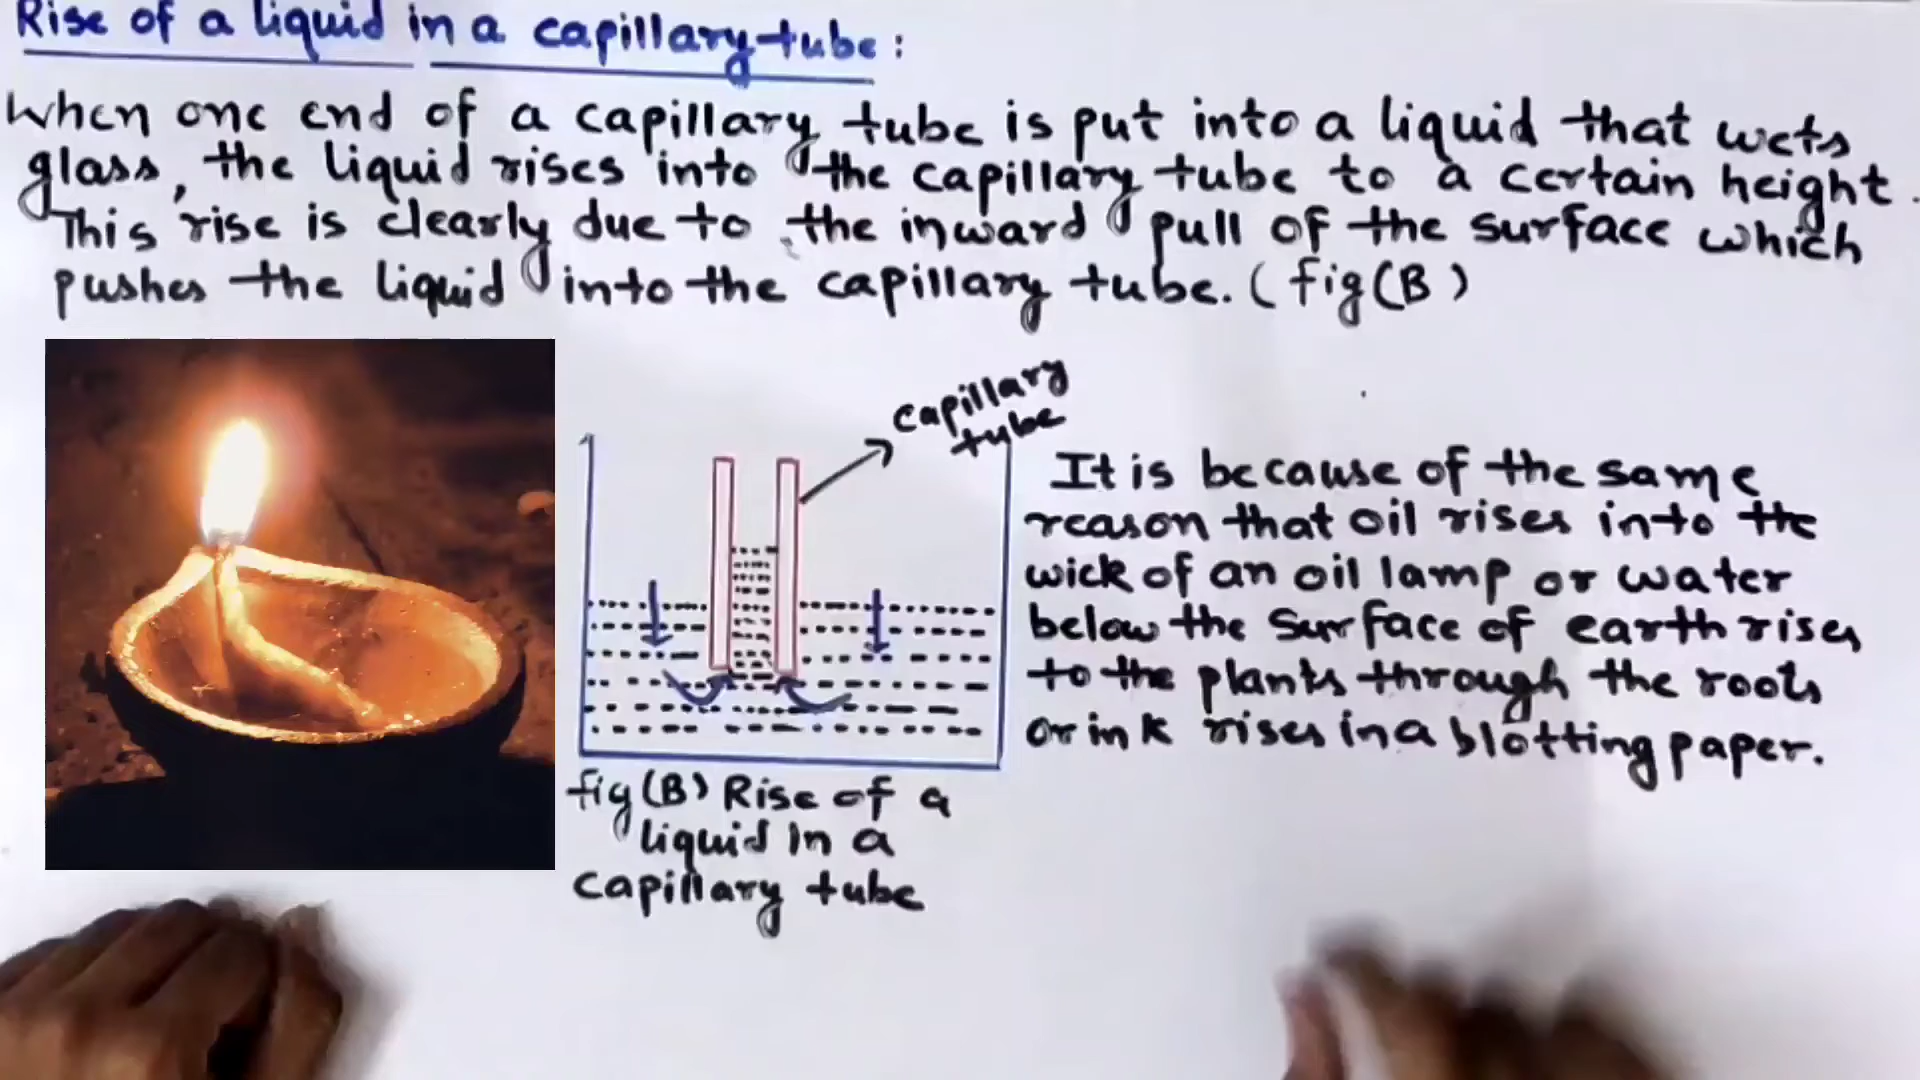 Rise of a liquid in a capillary tube:
When one end of a capillary tube is put into a liquid that wets
glass, the liquid rises into the capillary tube to a certain height.
This rise is clearly due to the inward pull of the surface which
pushes the liquid into the capillary tube. (fig(B)
capillary
tube
It is because of the same
reason that oil rises into the
wick of an oil lamp or water
below the surface of earth rises
to the plants through the roots
or ink rises in a blotting paper.
fig(B) Rise of a
liquid in a
capillary tube